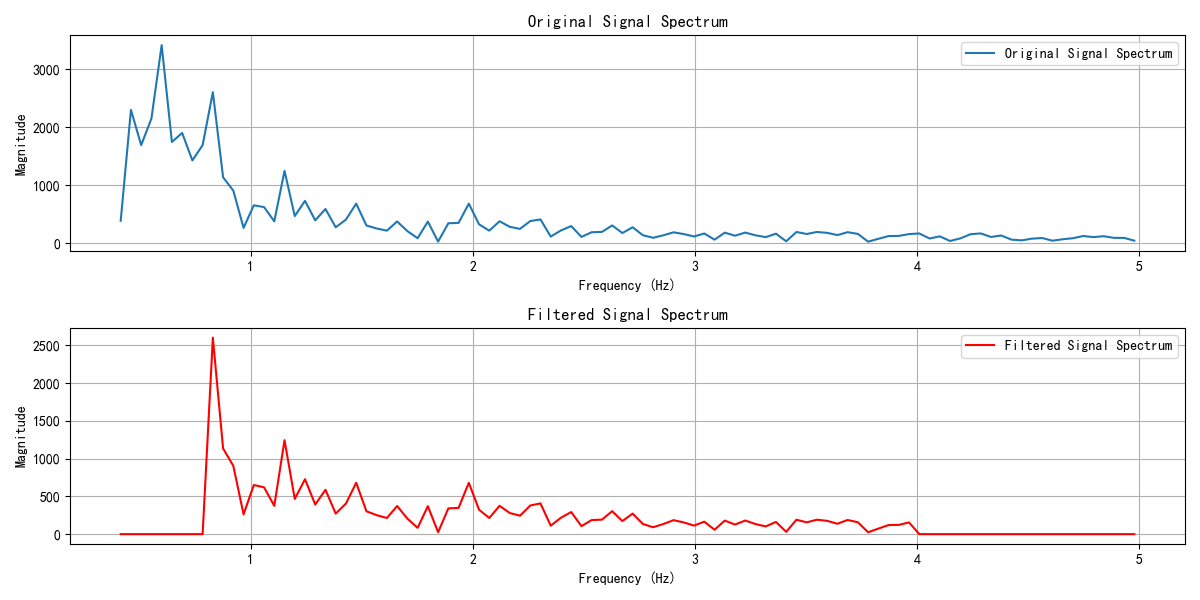 Original Signal Spectrum
Original Signal Spectrum
3000
2000
1000
0
Magnitude
1
2
3
4
5
Frequency (Hz)
Filtered Signal Spectrum
Filtered Signal Spectrum
2500
2000
1500
1000
500
0
Magnitude
1
2
3
4
5
Frequency (Hz)